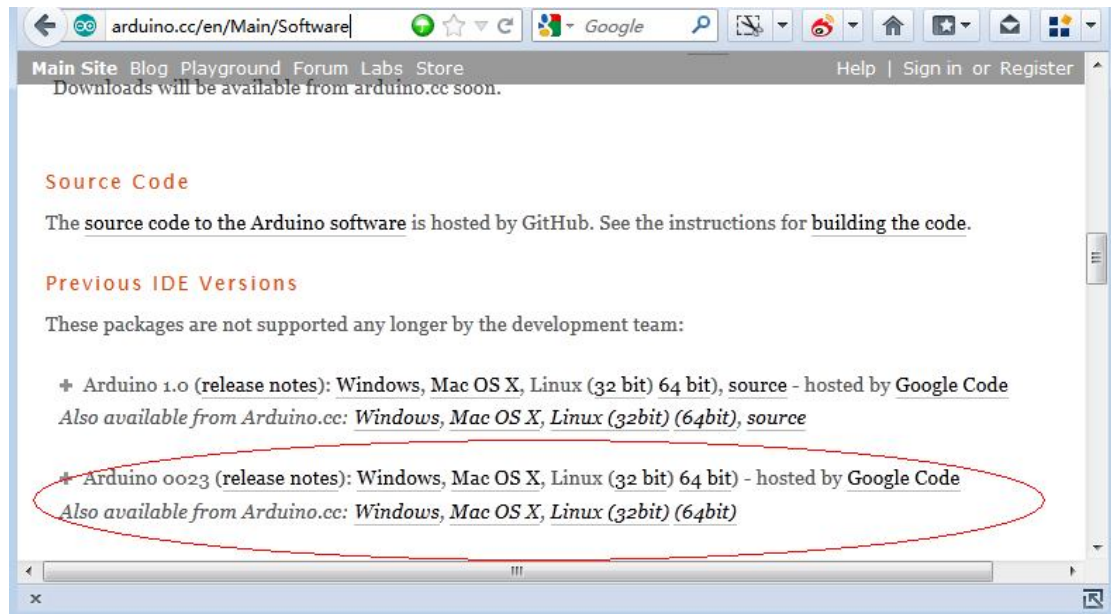 arduino.cc/en/Main/Software
Google
Main Site Blog Playground Forum Labs Store
Help | Sign in or Register
Downloads will be available from arduino.cc soon.
Source Code
The source code to the Arduino software is hosted by GitHub. See the instructions for building the code.
Previous IDE Versions
These packages are not supported any longer by the development team:
Arduino 1.0 (release notes): Windows, Mac OS X, Linux (32 bit) 64 bit), source - hosted by Google Code
Also available from Arduino.cc: Windows, Mac OS X, Linux (32bit) (64bit), source
Arduino 0023 (release notes): Windows, Mac OS X, Linux (32 bit) 64 bit) - hosted by Google Code
Also available from Arduino.cc: Windows, Mac OS X, Linux (32bit) (64bit)